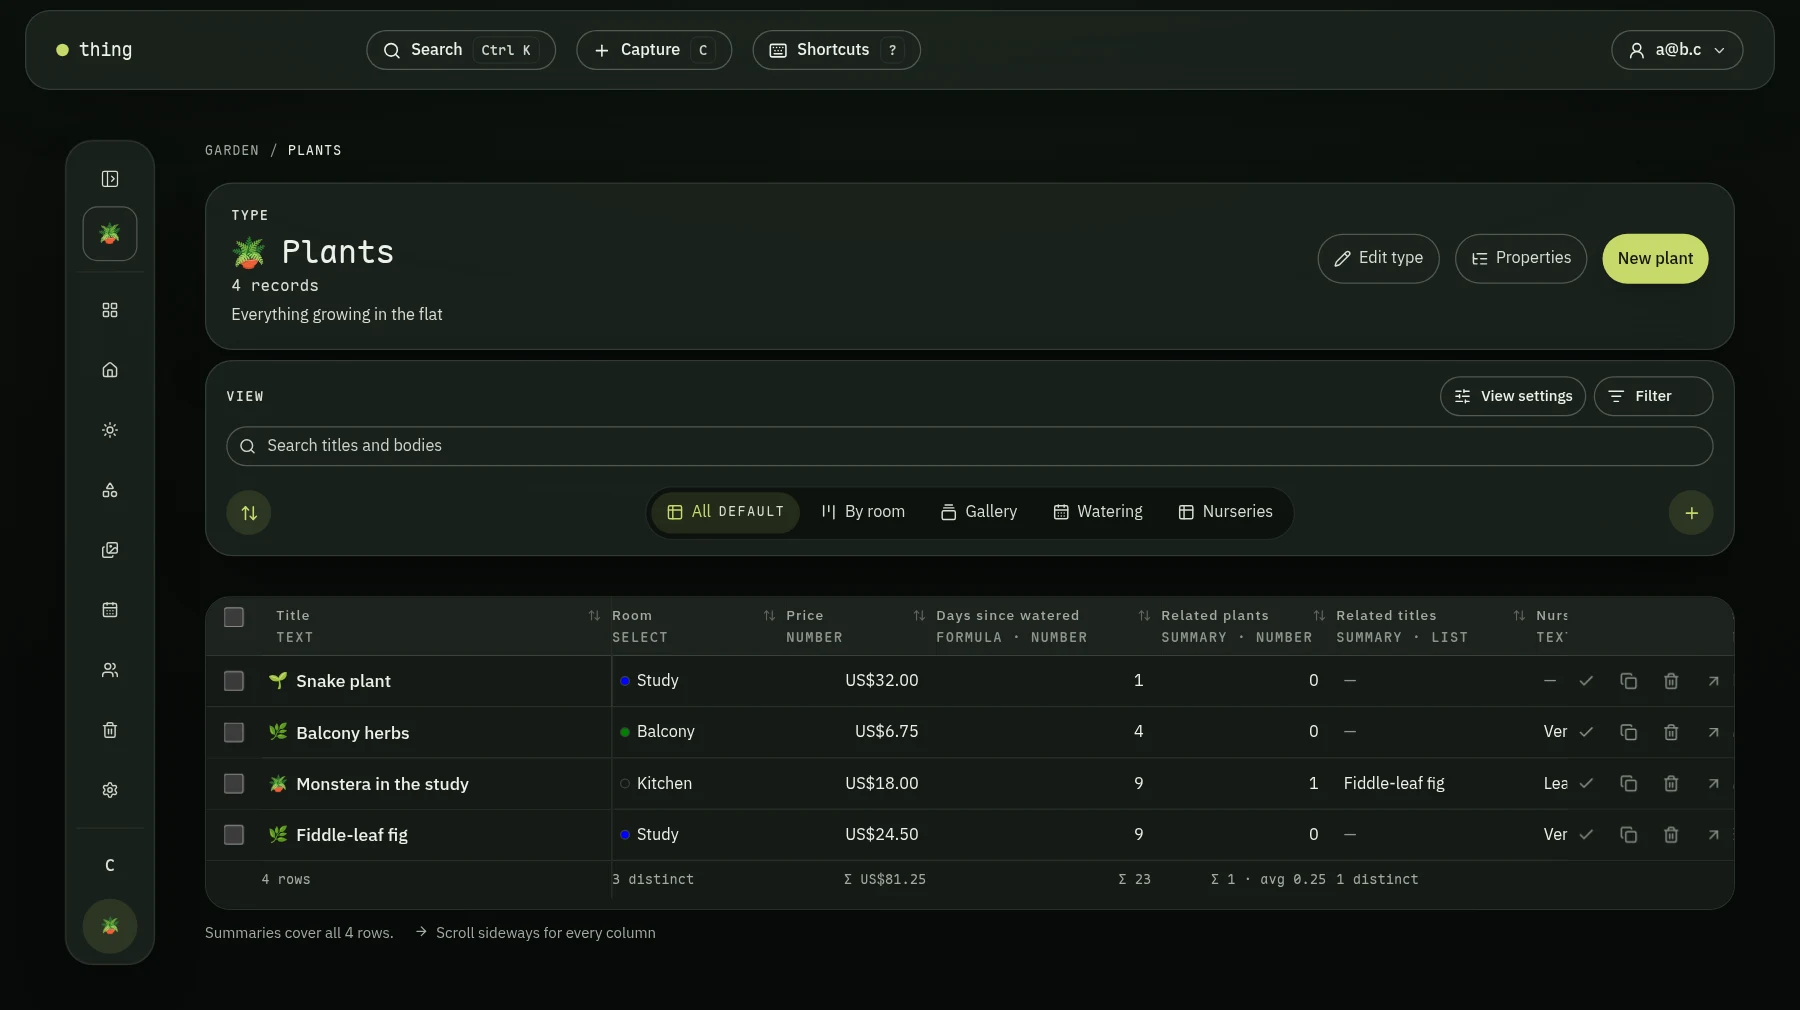 thing
Search Ctrl K
Capture C
Shortcuts ?
a@b.c
GARDEN / PLANTS
TYPE
Plants
4 records
Everything growing in the flat
Edit type
Properties
New plant
VIEW
View settings
Filter
Search titles and bodies
All DEFAULT
By room
Gallery
Watering
Nurseries
Title Room Price Days since watered Related plants Related titles Nurs
TEXT SELECT NUMBER FORMULA · NUMBER SUMMARY · NUMBER SUMMARY · LIST TEXT
Snake plant Study US$32.00 1 0 — —
Balcony herbs Balcony US$6.75 4 0 — Ver
Monstera in the study Kitchen US$18.00 9 1 Fiddle-leaf fig Lea
Fiddle-leaf fig Study US$24.50 9 0 — Ver
4 rows 3 distinct Σ US$81.25 Σ 23 Σ 1 · avg 0.25 1 distinct
C
Summaries cover all 4 rows. → Scroll sideways for every column